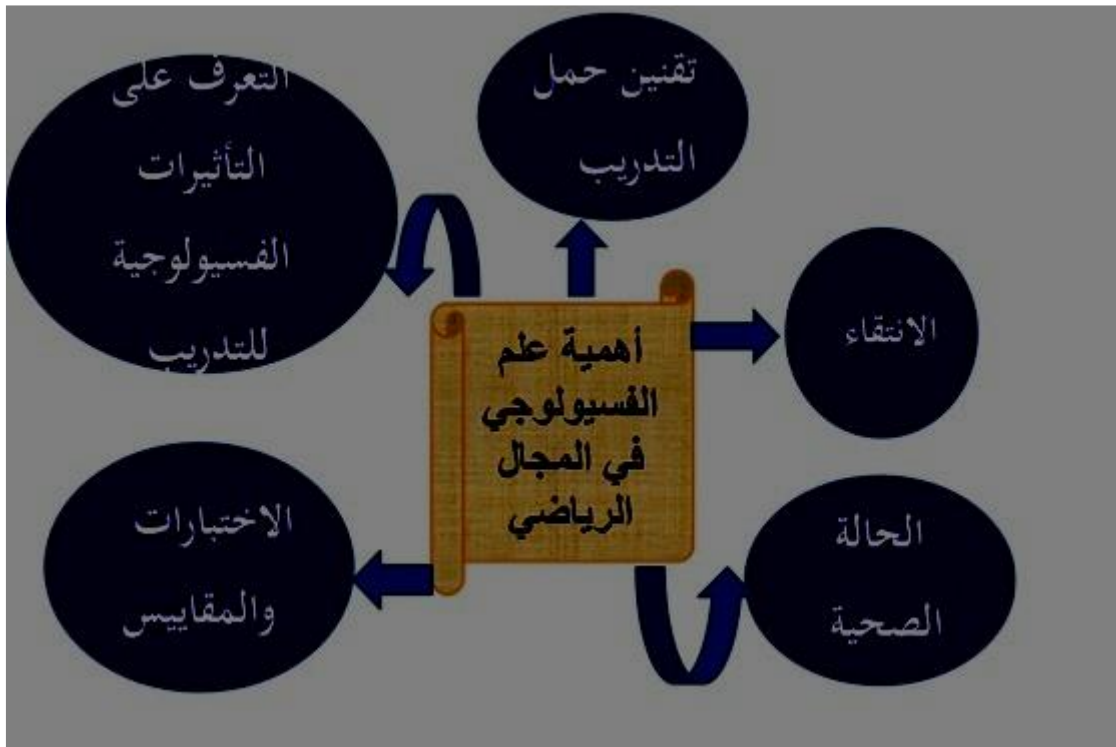 أهمية علم
الفسيولوجي
في المجال
الرياضي
الانتقاء
تقنين حمل
التدريب
التعرف على
التأثيرات
الفسيولوجية
للتدريب
الاختبارات
والمقاييس
الحالة
الصحية